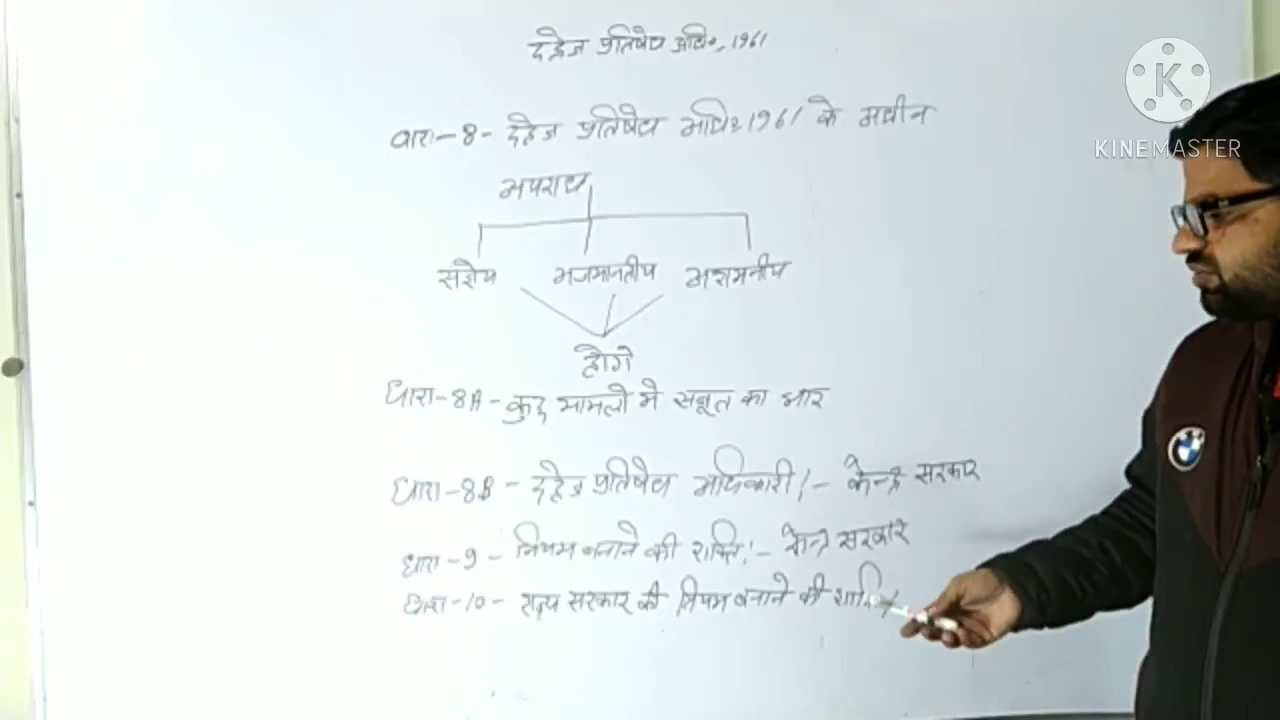 दहेज प्रतिषेध अधि०, 1961
धारा-8- दहेज प्रतिषेध अधि० 1961 के अधीन
अपराध
संज्ञेय अजमानतीय अशमनीय
होगे
धारा-8A- कुछ मामलो मे सबूत का भार
धारा-8B - दहेज प्रतिषेध अधिकारी!- केन्द्र सरकार
धारा-9 - नियम बनाने की शक्ति!- केन्द्र सरकार
धारा-10- राज्य सरकार की नियम बनाने की शक्ति
K
KINEMASTER